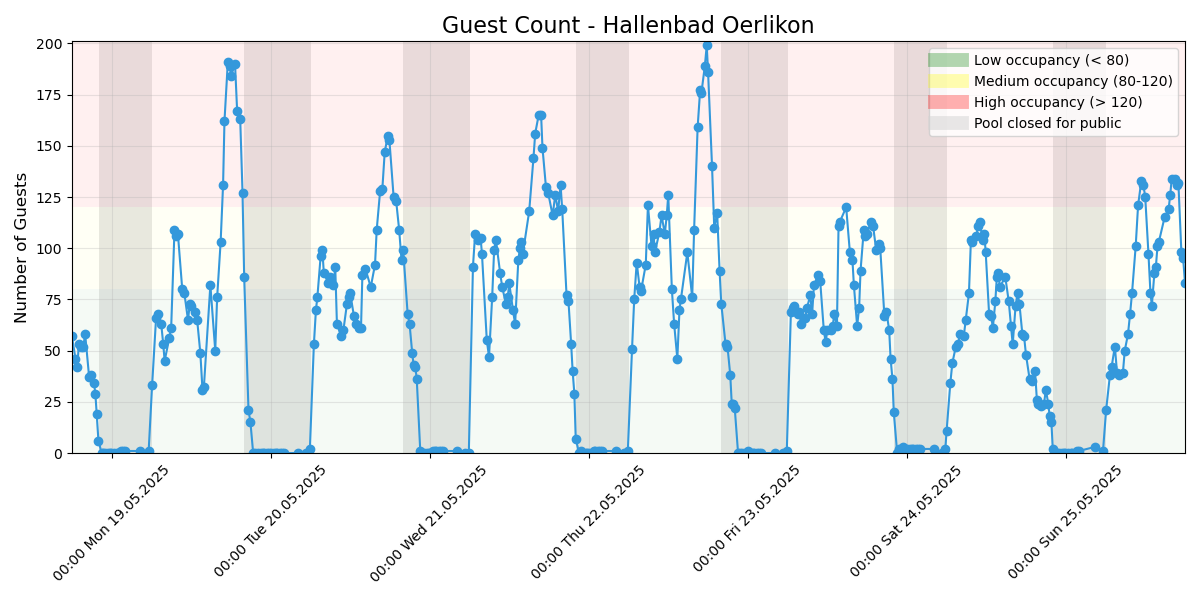 Guest Count - Hallenbad Oerlikon
Number of Guests
200
175
150
125
100
75
50
25
0
Low occupancy (< 80)
Medium occupancy (80-120)
High occupancy (> 120)
Pool closed for public
00:00 Mon 19.05.2025
00:00 Tue 20.05.2025
00:00 Wed 21.05.2025
00:00 Thu 22.05.2025
00:00 Fri 23.05.2025
00:00 Sat 24.05.2025
00:00 Sun 25.05.2025